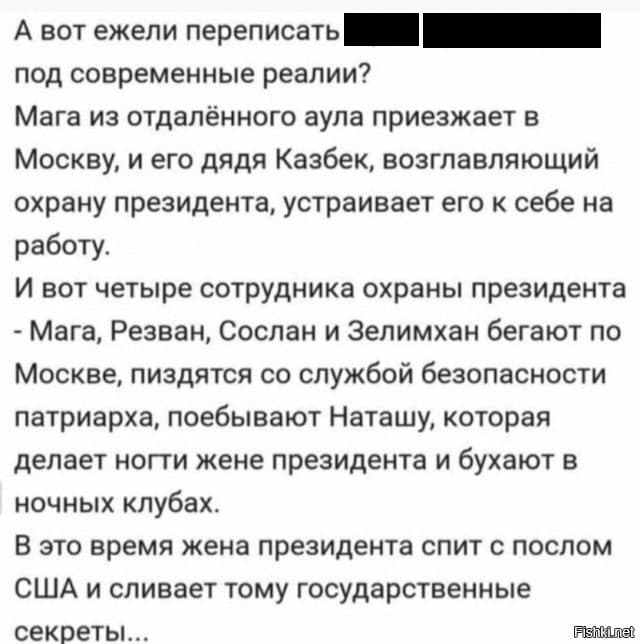 А вот ежели переписать
под современные реалии?
Мага из отдалённого аула приезжает в
Москву, и его дядя Казбек, возглавляющий
охрану президента, устраивает его к себе на
работу.
И вот четыре сотрудника охраны президента
- Мага, Резван, Сослан и Зелимхан бегают по
Москве, пиздятся со службой безопасности
патриарха, поебывают Наташу, которая
делает ногти жене президента и бухают в
ночных клубах.
В это время жена президента спит с послом
США и сливает тому государственные
секреты...
Fishki.net